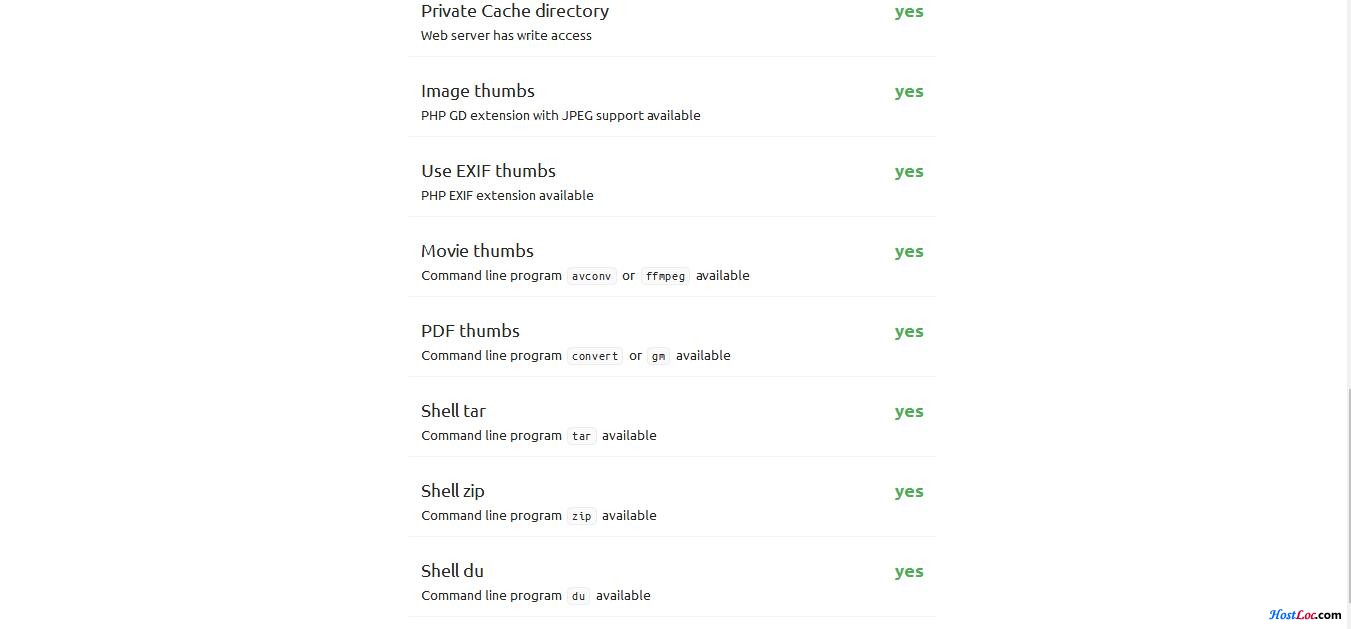 Private Cache directory yes
Web server has write access
Image thumbs yes
PHP GD extension with JPEG support available
Use EXIF thumbs yes
PHP EXIF extension available
Movie thumbs yes
Command line program avconv or ffmpeg available
PDF thumbs yes
Command line program convert or gm available
Shell tar yes
Command line program tar available
Shell zip yes
Command line program zip available
Shell du yes
Command line program du available
HostLoc.com